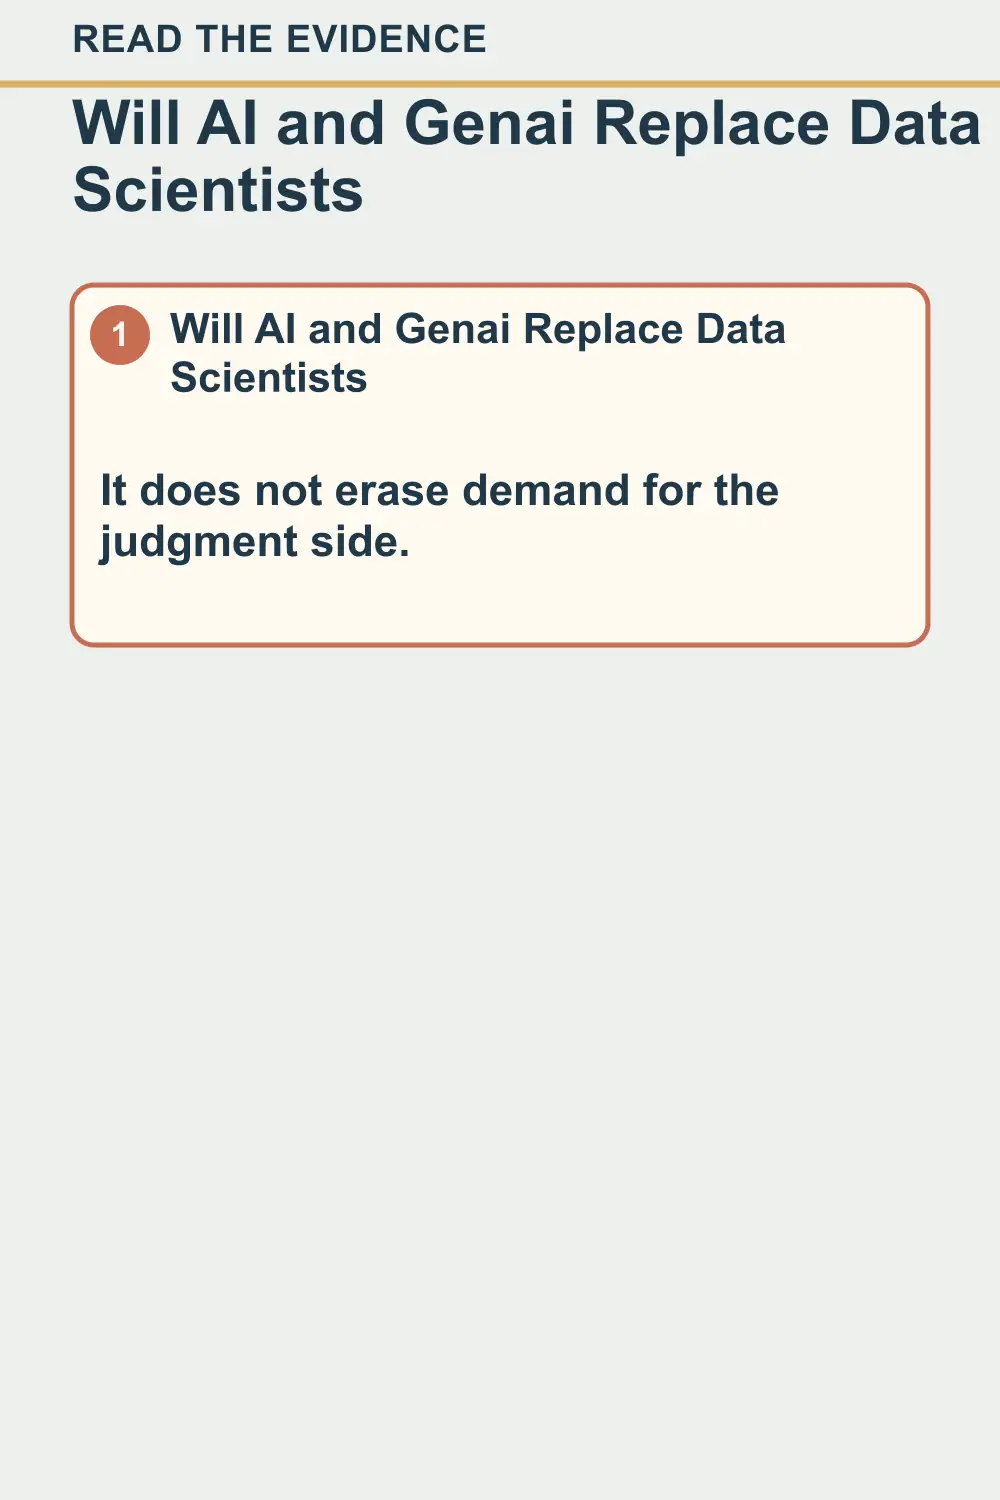 READ THE EVIDENCE
Will AI and Genai Replace Data
Scientists
1
Will AI and Genai Replace Data
Scientists
It does not erase demand for the
judgment side.